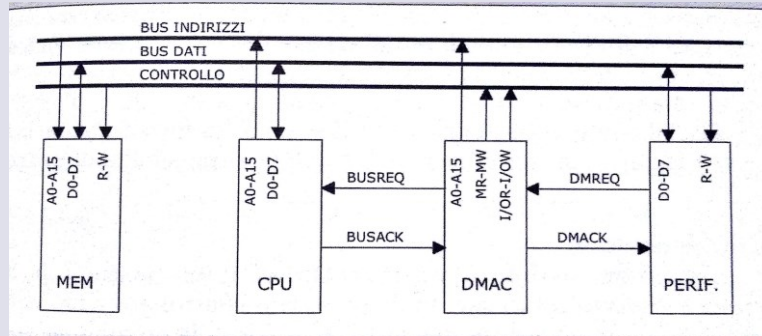 BUS INDIRIZZI
BUS DATI
CONTROLLO
A0-A15
D0-D7
R-W
MEM
A0-A15
D0-D7
CPU
BUSREQ
BUSACK
A0-A15
MR-MW
I/OR-I/OW
DMAC
DMREQ
DMACK
D0-D7
R-W
PERIF.